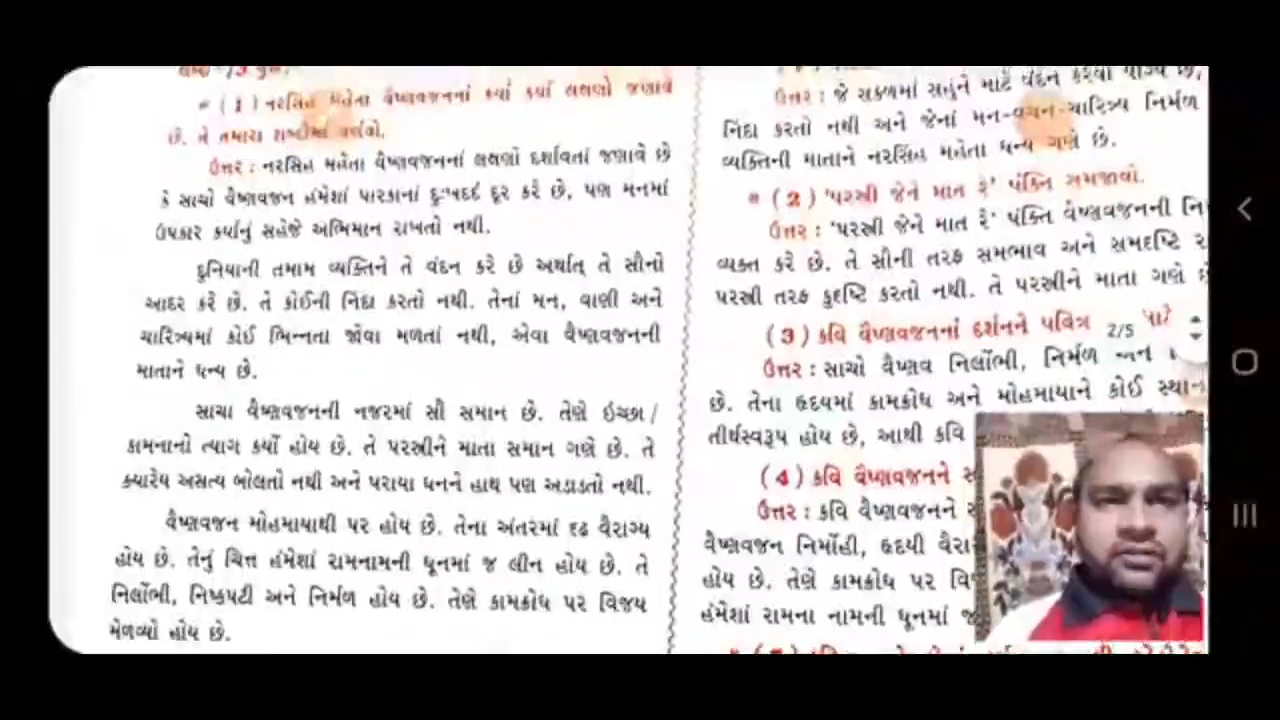 (1) નરસિંહ મહેતા વૈષ્ણવજનનાં ક્યાં ક્યાં લક્ષણો જણાવે
છે, તે તમારા શબ્દોમાં વર્ણવો.
ઉત્તર : નરસિંહ મહેતા વૈષ્ણવજનનાં લક્ષણો દર્શાવતાં જણાવે છે
કે સાચો વૈષ્ણવજન હંમેશાં પારકાનાં દુઃખદર્દ દૂર કરે છે, પણ મનમાં
ઉપકાર કર્યાનું સહેજે અભિમાન રાખતો નથી.
દુનિયાની તમામ વ્યક્તિને તે વંદન કરે છે અર્થાત્ તે સૌનો
આદર કરે છે. તે કોઈની નિંદા કરતો નથી. તેનાં મન, વાણી અને
ચારિત્ર્યમાં કોઈ ભિન્નતા જોવા મળતાં નથી, એવા વૈષ્ણવજનની
માતાને ધન્ય છે.
સાચા વૈષ્ણવજનની નજરમાં સૌ સમાન છે. તેણે ઇચ્છા/
કામનાનો ત્યાગ કર્યો હોય છે. તે પરસ્ત્રીને માતા સમાન ગણે છે. તે
ક્યારેય અસત્ય બોલતો નથી અને પરાયા ધનને હાથ પણ અડાડતો નથી.
વૈષ્ણવજન મોહમાયાથી પર હોય છે. તેના અંતરમાં દૃઢ વૈરાગ્ય
હોય છે. તેનું ચિત્ત હંમેશાં રામનામની ધૂનમાં જ લીન હોય છે. તે
નિર્લોભી, નિષ્કપટી અને નિર્મળ હોય છે. તેણે કામક્રોધ પર વિજય
મેળવ્યો હોય છે.
ઉત્તર : જે સકળમાં સહુને માટે વંદન કરવા યોગ્ય છે,
નિંદા કરતો નથી અને જેનાં મન-વચન-ચારિત્ર્ય નિર્મળ
વ્યક્તિની માતાને નરસિંહ મહેતા ધન્ય ગણે છે.
(2) 'પરસ્ત્રી જેને માત રે' પંક્તિ સમજાવો.
ઉત્તર : 'પરસ્ત્રી જેને માત રે' પંક્તિ વૈષ્ણવજનની નિ
વ્યક્ત કરે છે. તે સૌની તરફ સમભાવ અને સમદૃષ્ટિ ર
પરસ્ત્રી તરફ કુદૃષ્ટિ કરતો નથી. તે પરસ્ત્રીને માતા ગણે છે
(3) કવિ વૈષ્ણવજનનાં દર્શનને પવિત્ર
2/5
ઉત્તર : સાચો વૈષ્ણવ નિર્લોભી, નિર્મળ
છે. તેના હૃદયમાં કામક્રોધ અને મોહમાયાને કોઈ સ્થાન
તીર્થસ્વરૂપ હોય છે, આથી કવિ
(4) કવિ વૈષ્ણવજનને સ
ઉત્તર : કવિ વૈષ્ણવજનને સ
વૈષ્ણવજન નિર્મોહી, હૃદયી વૈરા
હોય છે. તેણે કામક્રોધ પર વિ
હંમેશાં રામના નામની ધૂનમાં જ